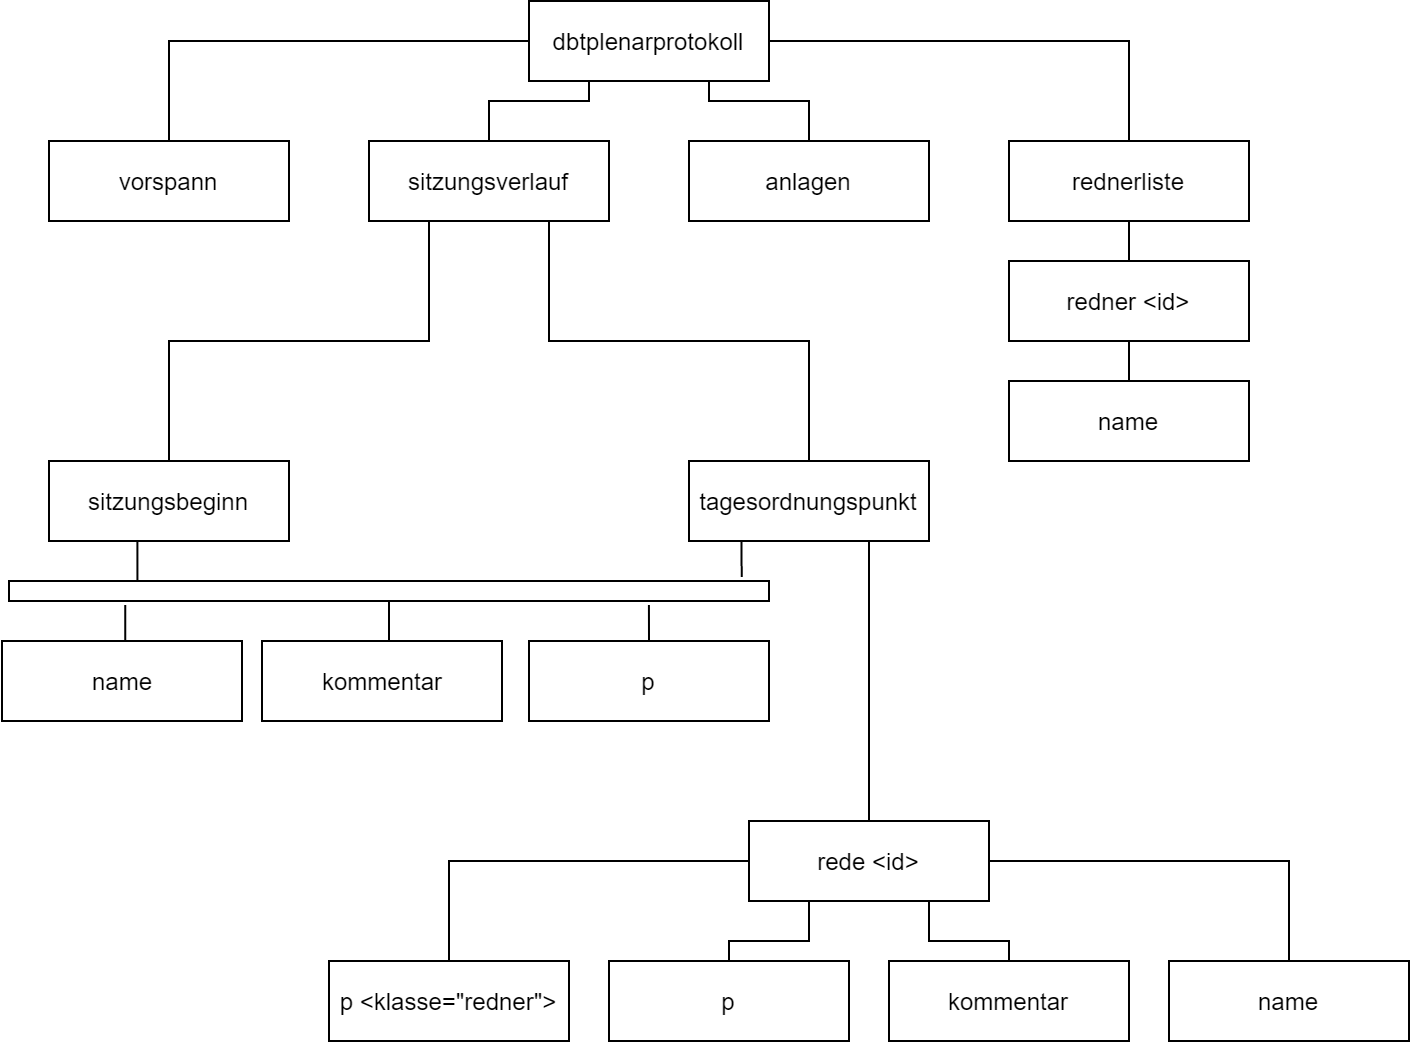 dbtplenarprotokoll
vorspann
sitzungsverlauf
anlagen
rednerliste
redner <id>
name
sitzungsbeginn
tagesordnungspunkt
name
kommentar
p
rede <id>
p <klasse="redner">
p
kommentar
name